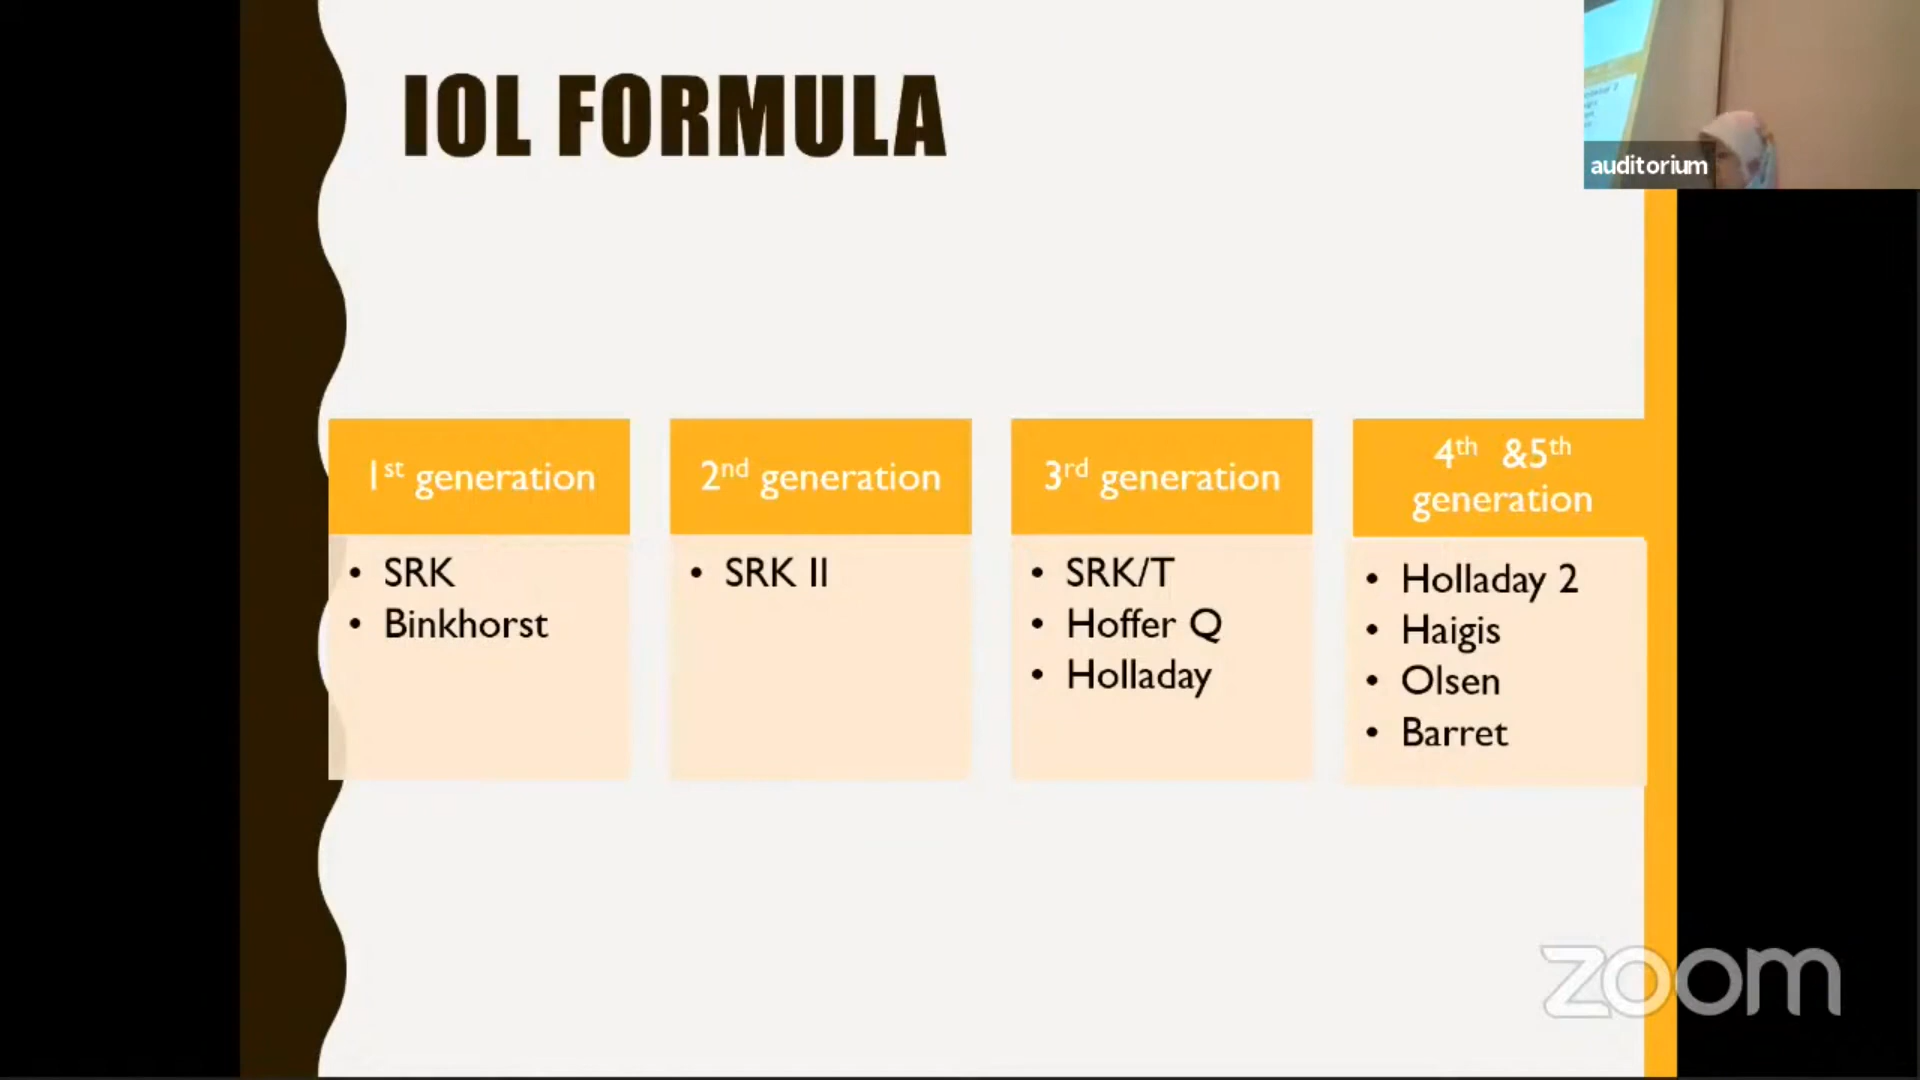 IOL FORMULA
auditorium
1st generation
• SRK
• Binkhorst
2nd generation
• SRK II
3rd generation
• SRK/T
• Hoffer Q
• Holladay
4th &5th
generation
• Holladay 2
• Haigis
• Olsen
• Barret
zoom